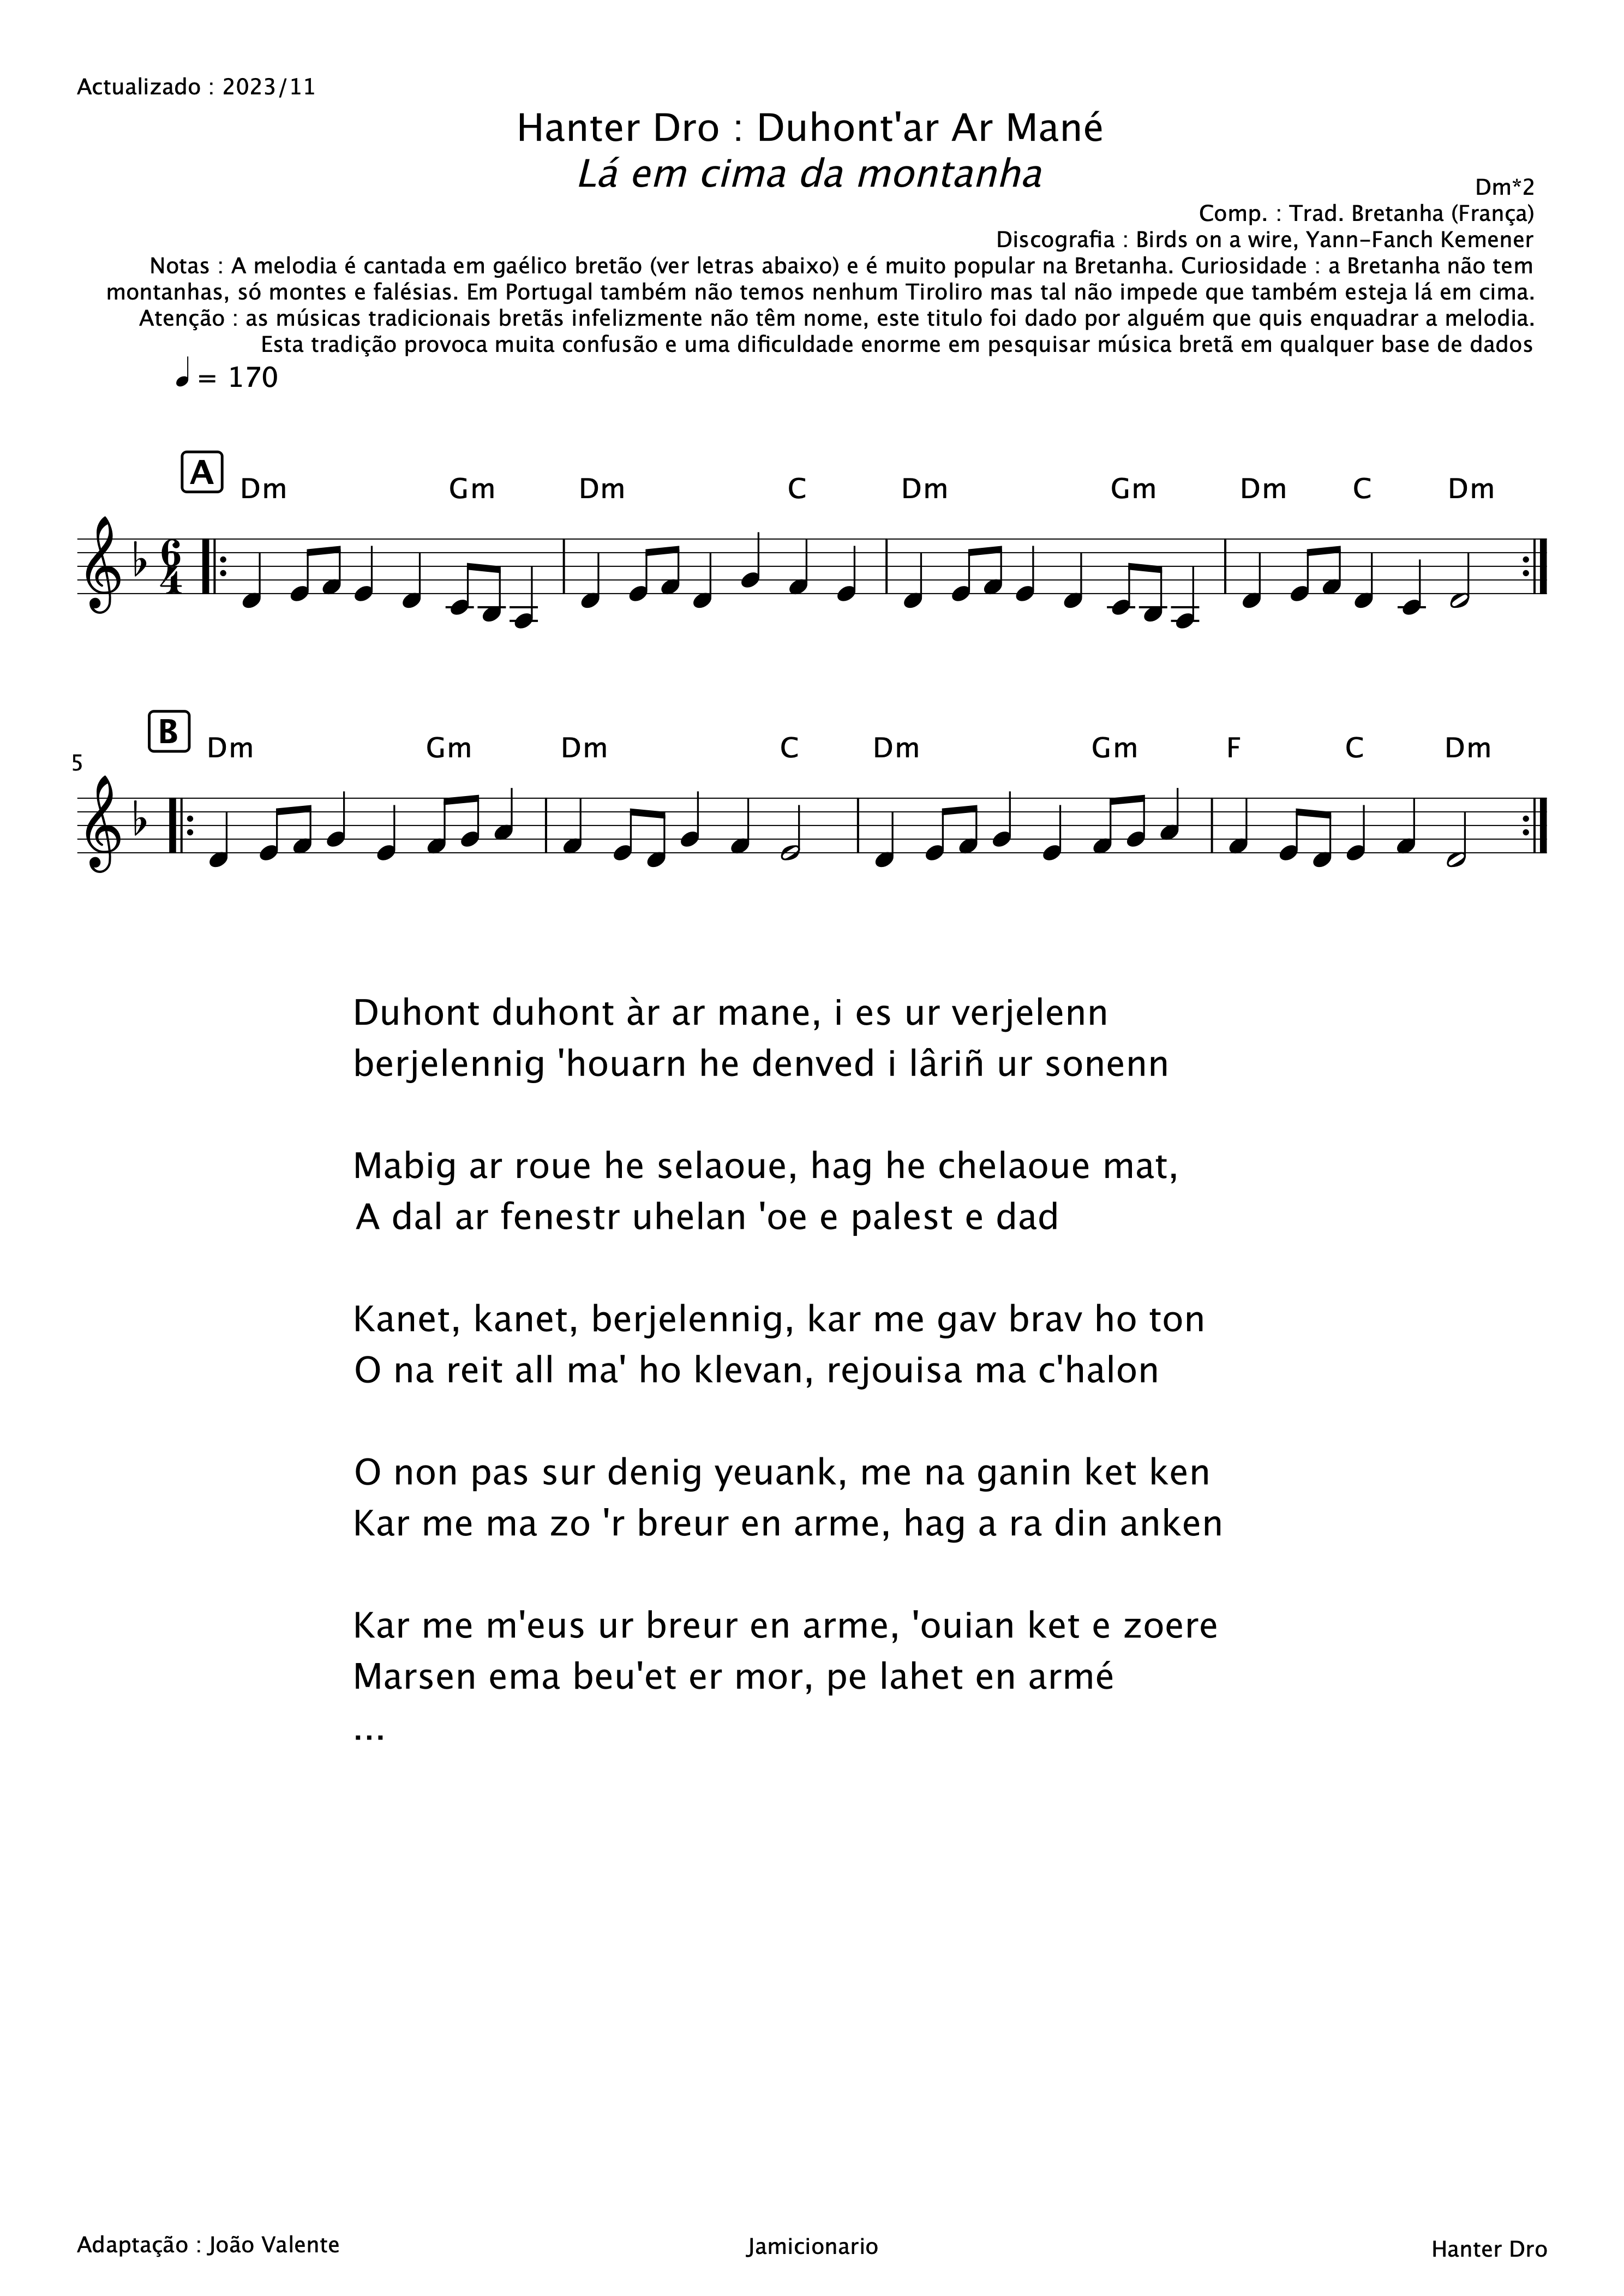 Actualizado : 2023/11
Hanter Dro : Duhont'ar Ar Mané
Lá em cima da montanha
Dm*2
Comp. : Trad. Bretanha (França)
Discografia : Birds on a wire, Yann-Fanch Kemener
Notas : A melodia é cantada em gaélico bretão (ver letras abaixo) e é muito popular na Bretanha. Curiosidade : a Bretanha não tem
montanhas, só montes e falésias. Em Portugal também não temos nenhum Tiroliro mas tal não impede que também esteja lá em cima.
Atenção : as músicas tradicionais bretãs infelizmente não têm nome, este titulo foi dado por alguém que quis enquadrar a melodia.
Esta tradição provoca muita confusão e uma dificuldade enorme em pesquisar música bretã em qualquer base de dados
= 170
A
Dm Gm Dm C Dm Gm Dm C Dm
6
4
B
Dm Gm Dm C Dm Gm F C Dm
5
Duhont duhont àr ar mane, i es ur verjelenn
berjelennig 'houarn he denved i lâriñ ur sonenn
Mabig ar roue he selaoue, hag he chelaoue mat,
A dal ar fenestr uhelan 'oe e palest e dad
Kanet, kanet, berjelennig, kar me gav brav ho ton
O na reit all ma' ho klevan, rejouisa ma c'halon
O non pas sur denig yeuank, me na ganin ket ken
Kar me ma zo 'r breur en arme, hag a ra din anken
Kar me m'eus ur breur en arme, 'ouian ket e zoere
Marsen ema beu'et er mor, pe lahet en armé
...
Adaptação : João Valente
Jamicionario
Hanter Dro